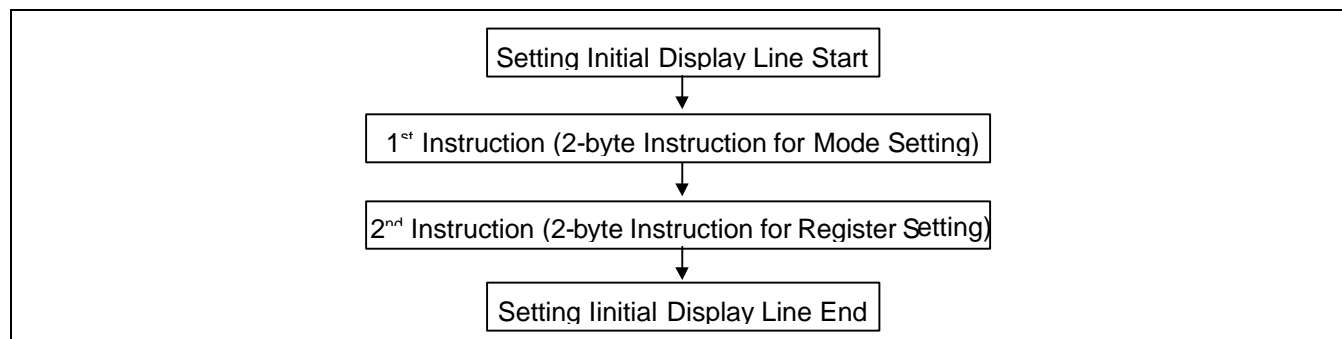 Setting Initial Display Line Start
1st Instruction (2-byte Instruction for Mode Setting)
2nd Instruction (2-byte Instruction for Register Setting)
Setting Iinitial Display Line End